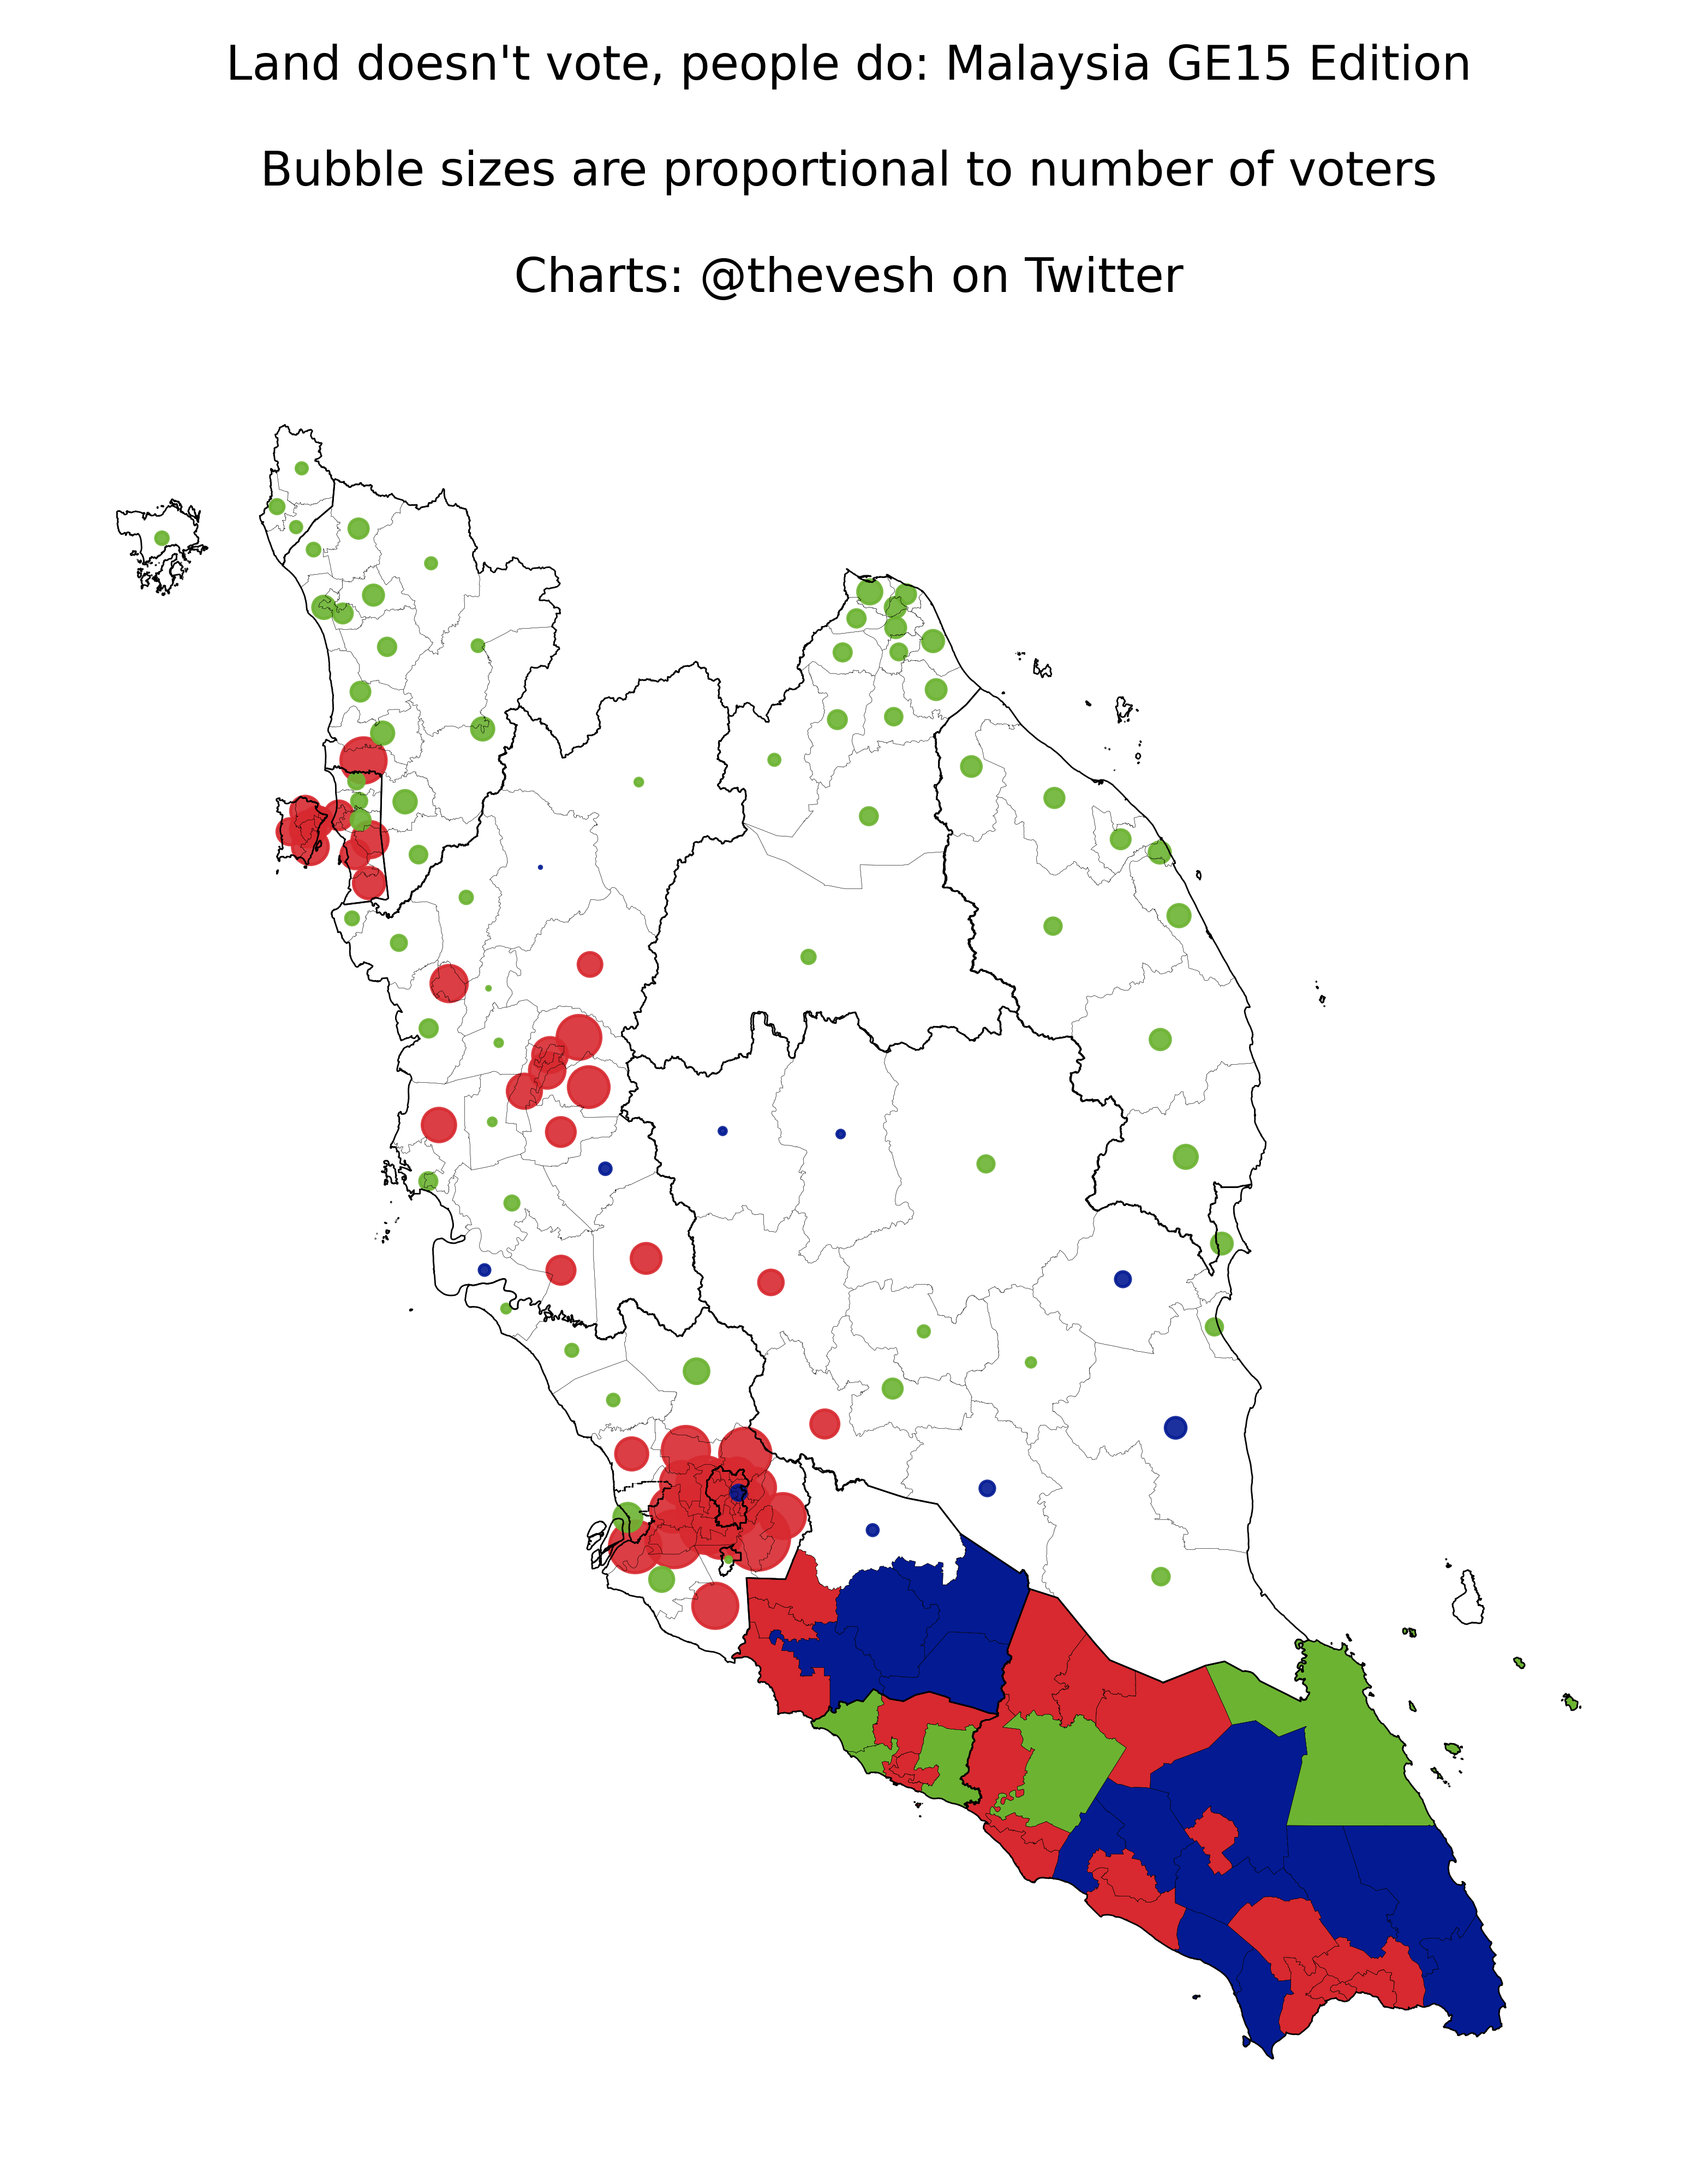 Land doesn't vote, people do: Malaysia GE15 Edition
Bubble sizes are proportional to number of voters
Charts: @thevesh on Twitter